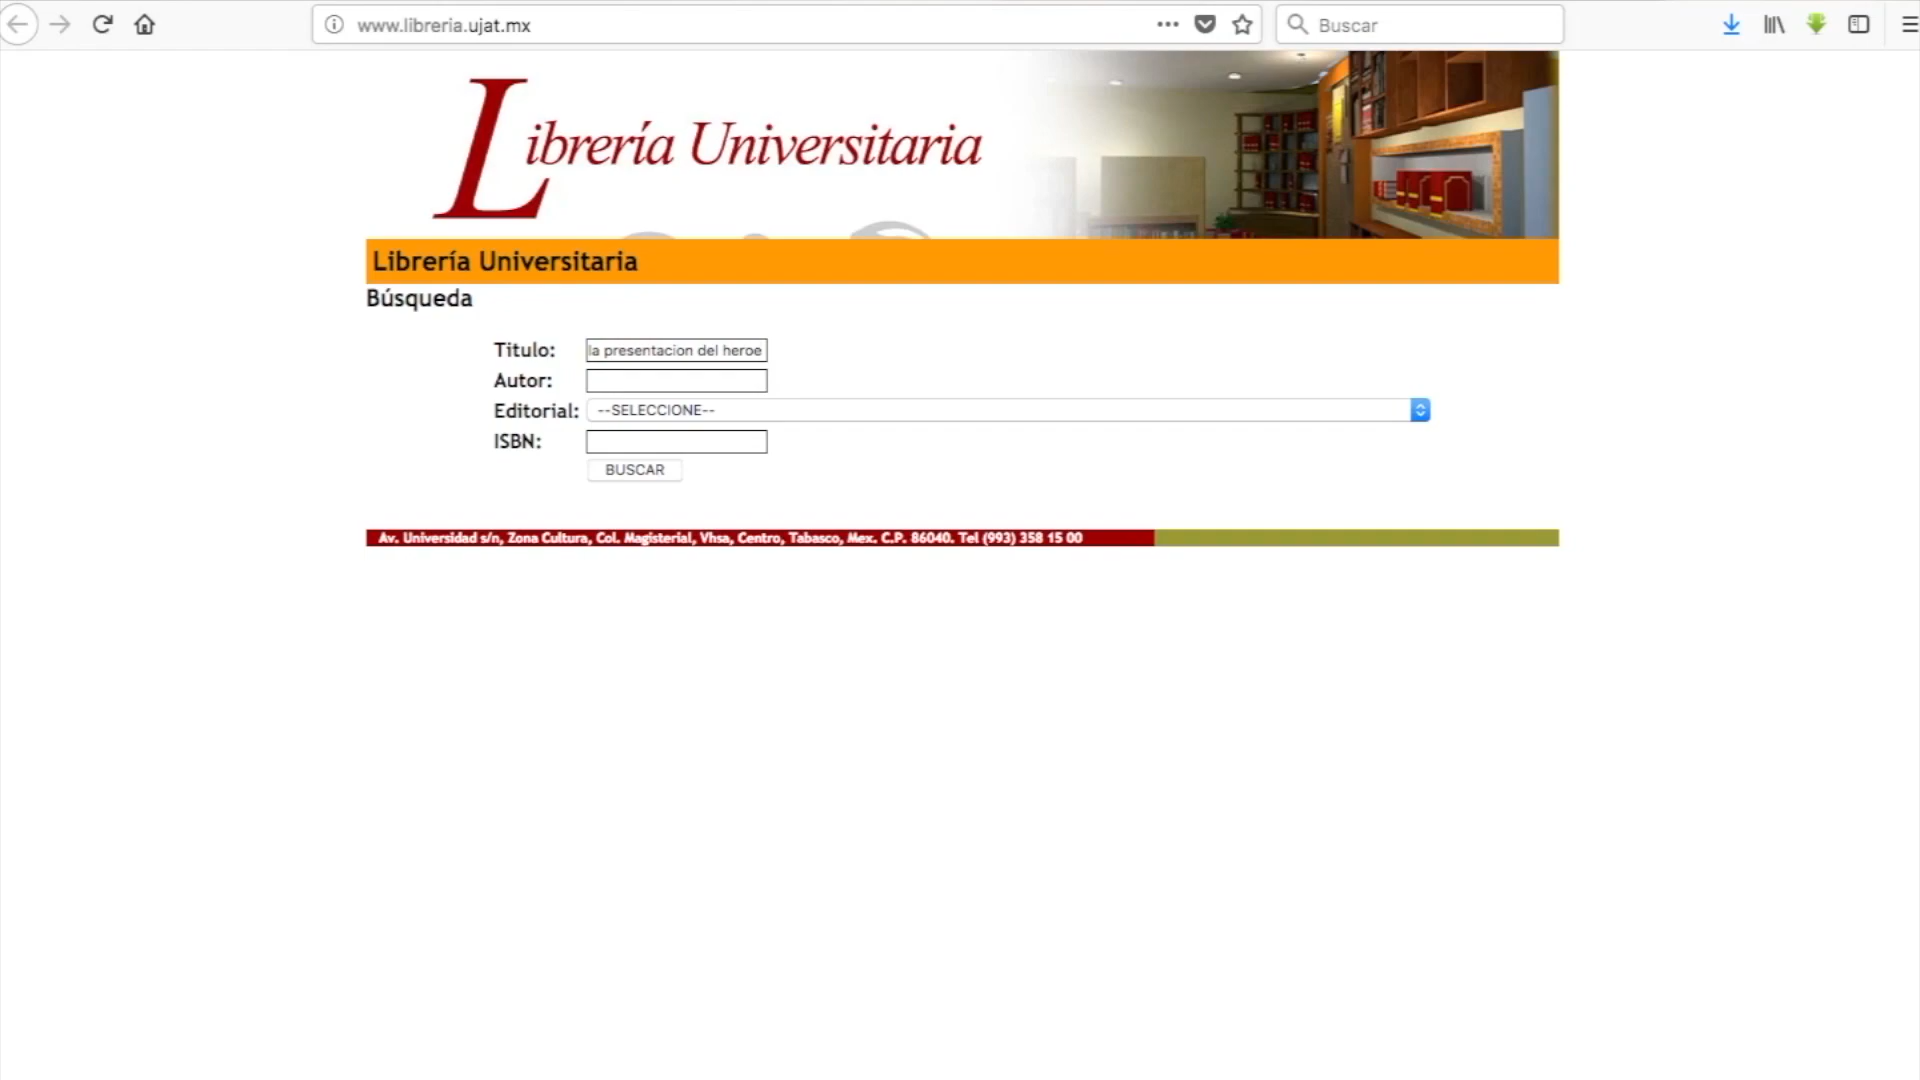 www.libreria.ujat.mx
Buscar
Librería Universitaria
Librería Universitaria
Búsqueda
Titulo: la presentacion del heroe
Autor:
Editorial: --SELECCIONE--
ISBN:
BUSCAR
Av. Universidad s/n, Zona Cultura, Col. Magisterial, Vhsa, Centro, Tabasco, Mex. C.P. 86040. Tel (993) 358 15 00